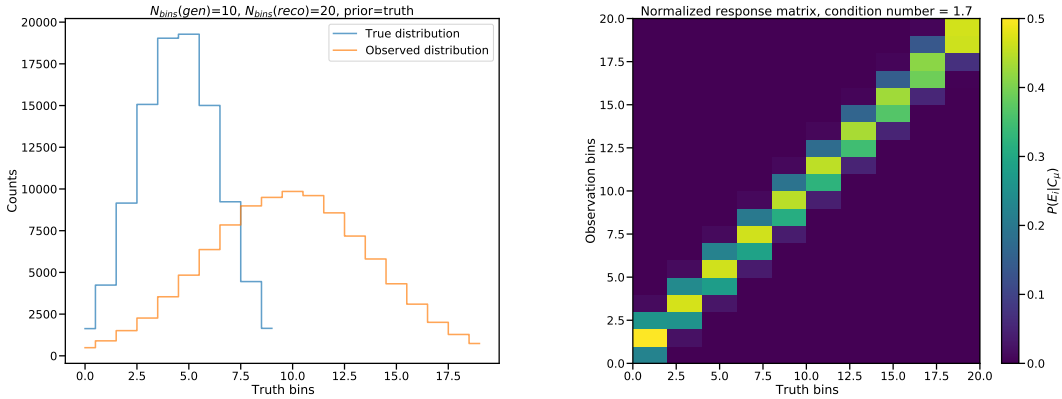 N_bins(gen)=10, N_bins(reco)=20, prior=truth
20000
17500
15000
12500
10000
7500
5000
2500
0
Counts
True distribution
Observed distribution
0.0 2.5 5.0 7.5 10.0 12.5 15.0 17.5
Truth bins
Normalized response matrix, condition number = 1.7
20.0
17.5
15.0
12.5
10.0
7.5
5.0
2.5
0.0
Observation bins
0.0 2.5 5.0 7.5 10.0 12.5 15.0 17.5 20.0
Truth bins
0.5
0.4
0.3
0.2
0.1
0.0
P(E_i|C_μ)